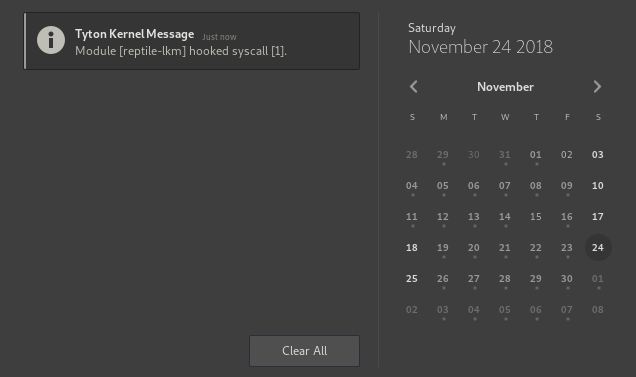 Tyton Kernel Message Just now
Module [reptile-lkm] hooked syscall [1].
Clear All
Saturday
November 24 2018
November
S M T W T F S
28 29 30 31 01 02 03
04 05 06 07 08 09 10
11 12 13 14 15 16 17
18 19 20 21 22 23 24
25 26 27 28 29 30 01
02 03 04 05 06 07 08